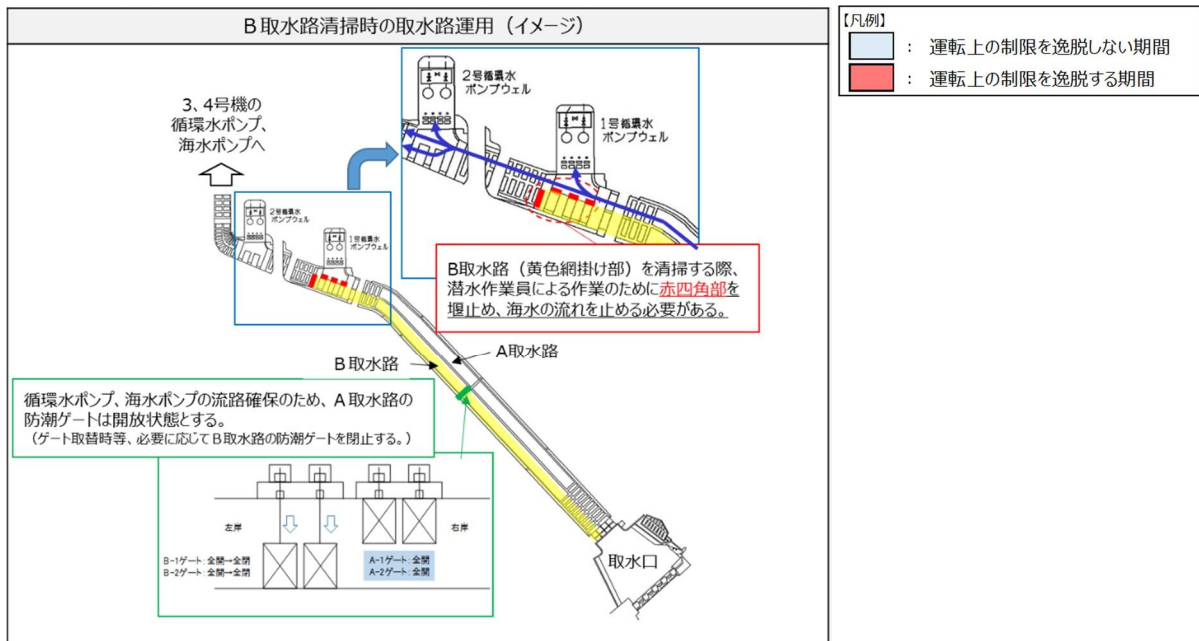 B取水路清掃時の取水路運用（イメージ）
【凡例】
： 運転上の制限を逸脱しない期間
： 運転上の制限を逸脱する期間
3、4号機の
循環水ポンプ、
海水ポンプへ
2号循環水
ポンプウェル
1号循環水
ポンプウェル
2号循環水
ポンプウェル
1号循環水
ポンプウェル
B取水路（黄色網掛け部）を清掃する際、
潜水作業員による作業のために赤四角部を
堰止め、海水の流れを止める必要がある。
A取水路
B取水路
循環水ポンプ、海水ポンプの流路確保のため、A取水路の
防潮ゲートは開放状態とする。
（ゲート取替時等、必要に応じてB取水路の防潮ゲートを閉止する。）
左岸
右岸
B-1ゲート：全開→全閉
B-2ゲート：全開→全閉
A-1ゲート：全開
A-2ゲート：全開
取水口